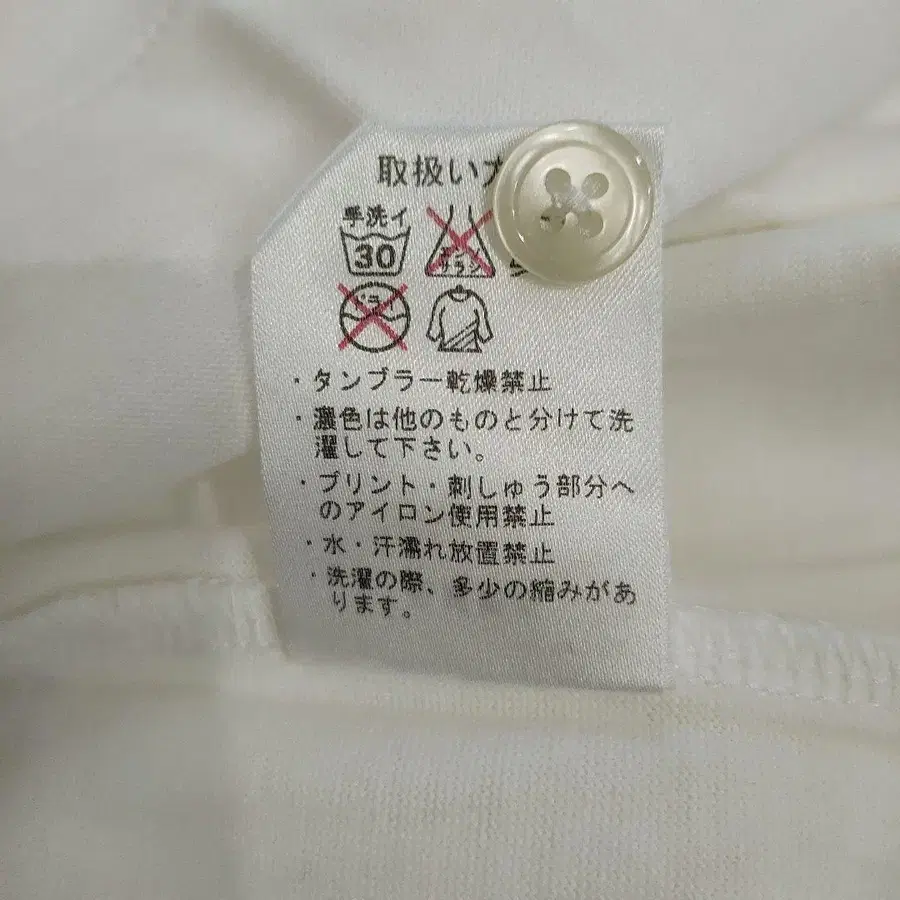 取扱い方
手洗イ
30
サラシ
・タンブラー乾燥禁止
・濃色は他のものと分けて洗
濯して下さい。
・プリント・刺しゅう部分へ
のアイロン使用禁止
・水・汗濡れ放置禁止
・洗濯の際、多少の縮みがあ
ります。